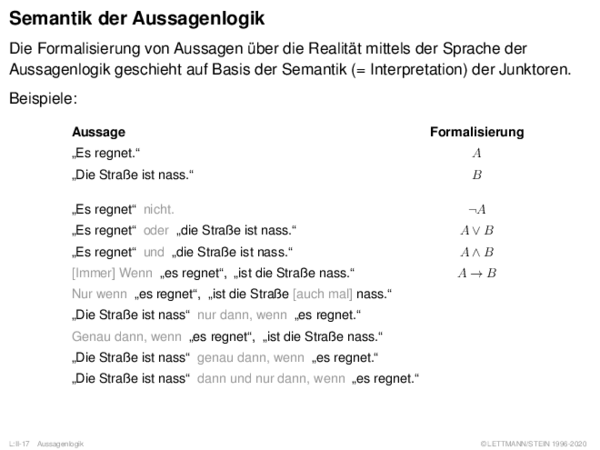 Semantik der Aussagenlogik
Die Formalisierung von Aussagen über die Realität mittels der Sprache der
Aussagenlogik geschieht auf Basis der Semantik (= Interpretation) der Junktoren.
Beispiele:
Aussage Formalisierung
„Es regnet.“ A
„Die Straße ist nass.“ B
„Es regnet“ nicht. ¬A
„Es regnet“ oder „die Straße ist nass.“ A ∨ B
„Es regnet“ und „die Straße ist nass.“ A ∧ B
[Immer] Wenn „es regnet“, „ist die Straße nass.“ A → B
Nur wenn „es regnet“, „ist die Straße [auch mal] nass.“
„Die Straße ist nass“ nur dann, wenn „es regnet.“
Genau dann, wenn „es regnet“, „ist die Straße nass.“
„Die Straße ist nass“ genau dann, wenn „es regnet.“
„Die Straße ist nass“ dann und nur dann, wenn „es regnet.“
L:II-17 Aussagenlogik ©LETTMANN/STEIN 1996-2020